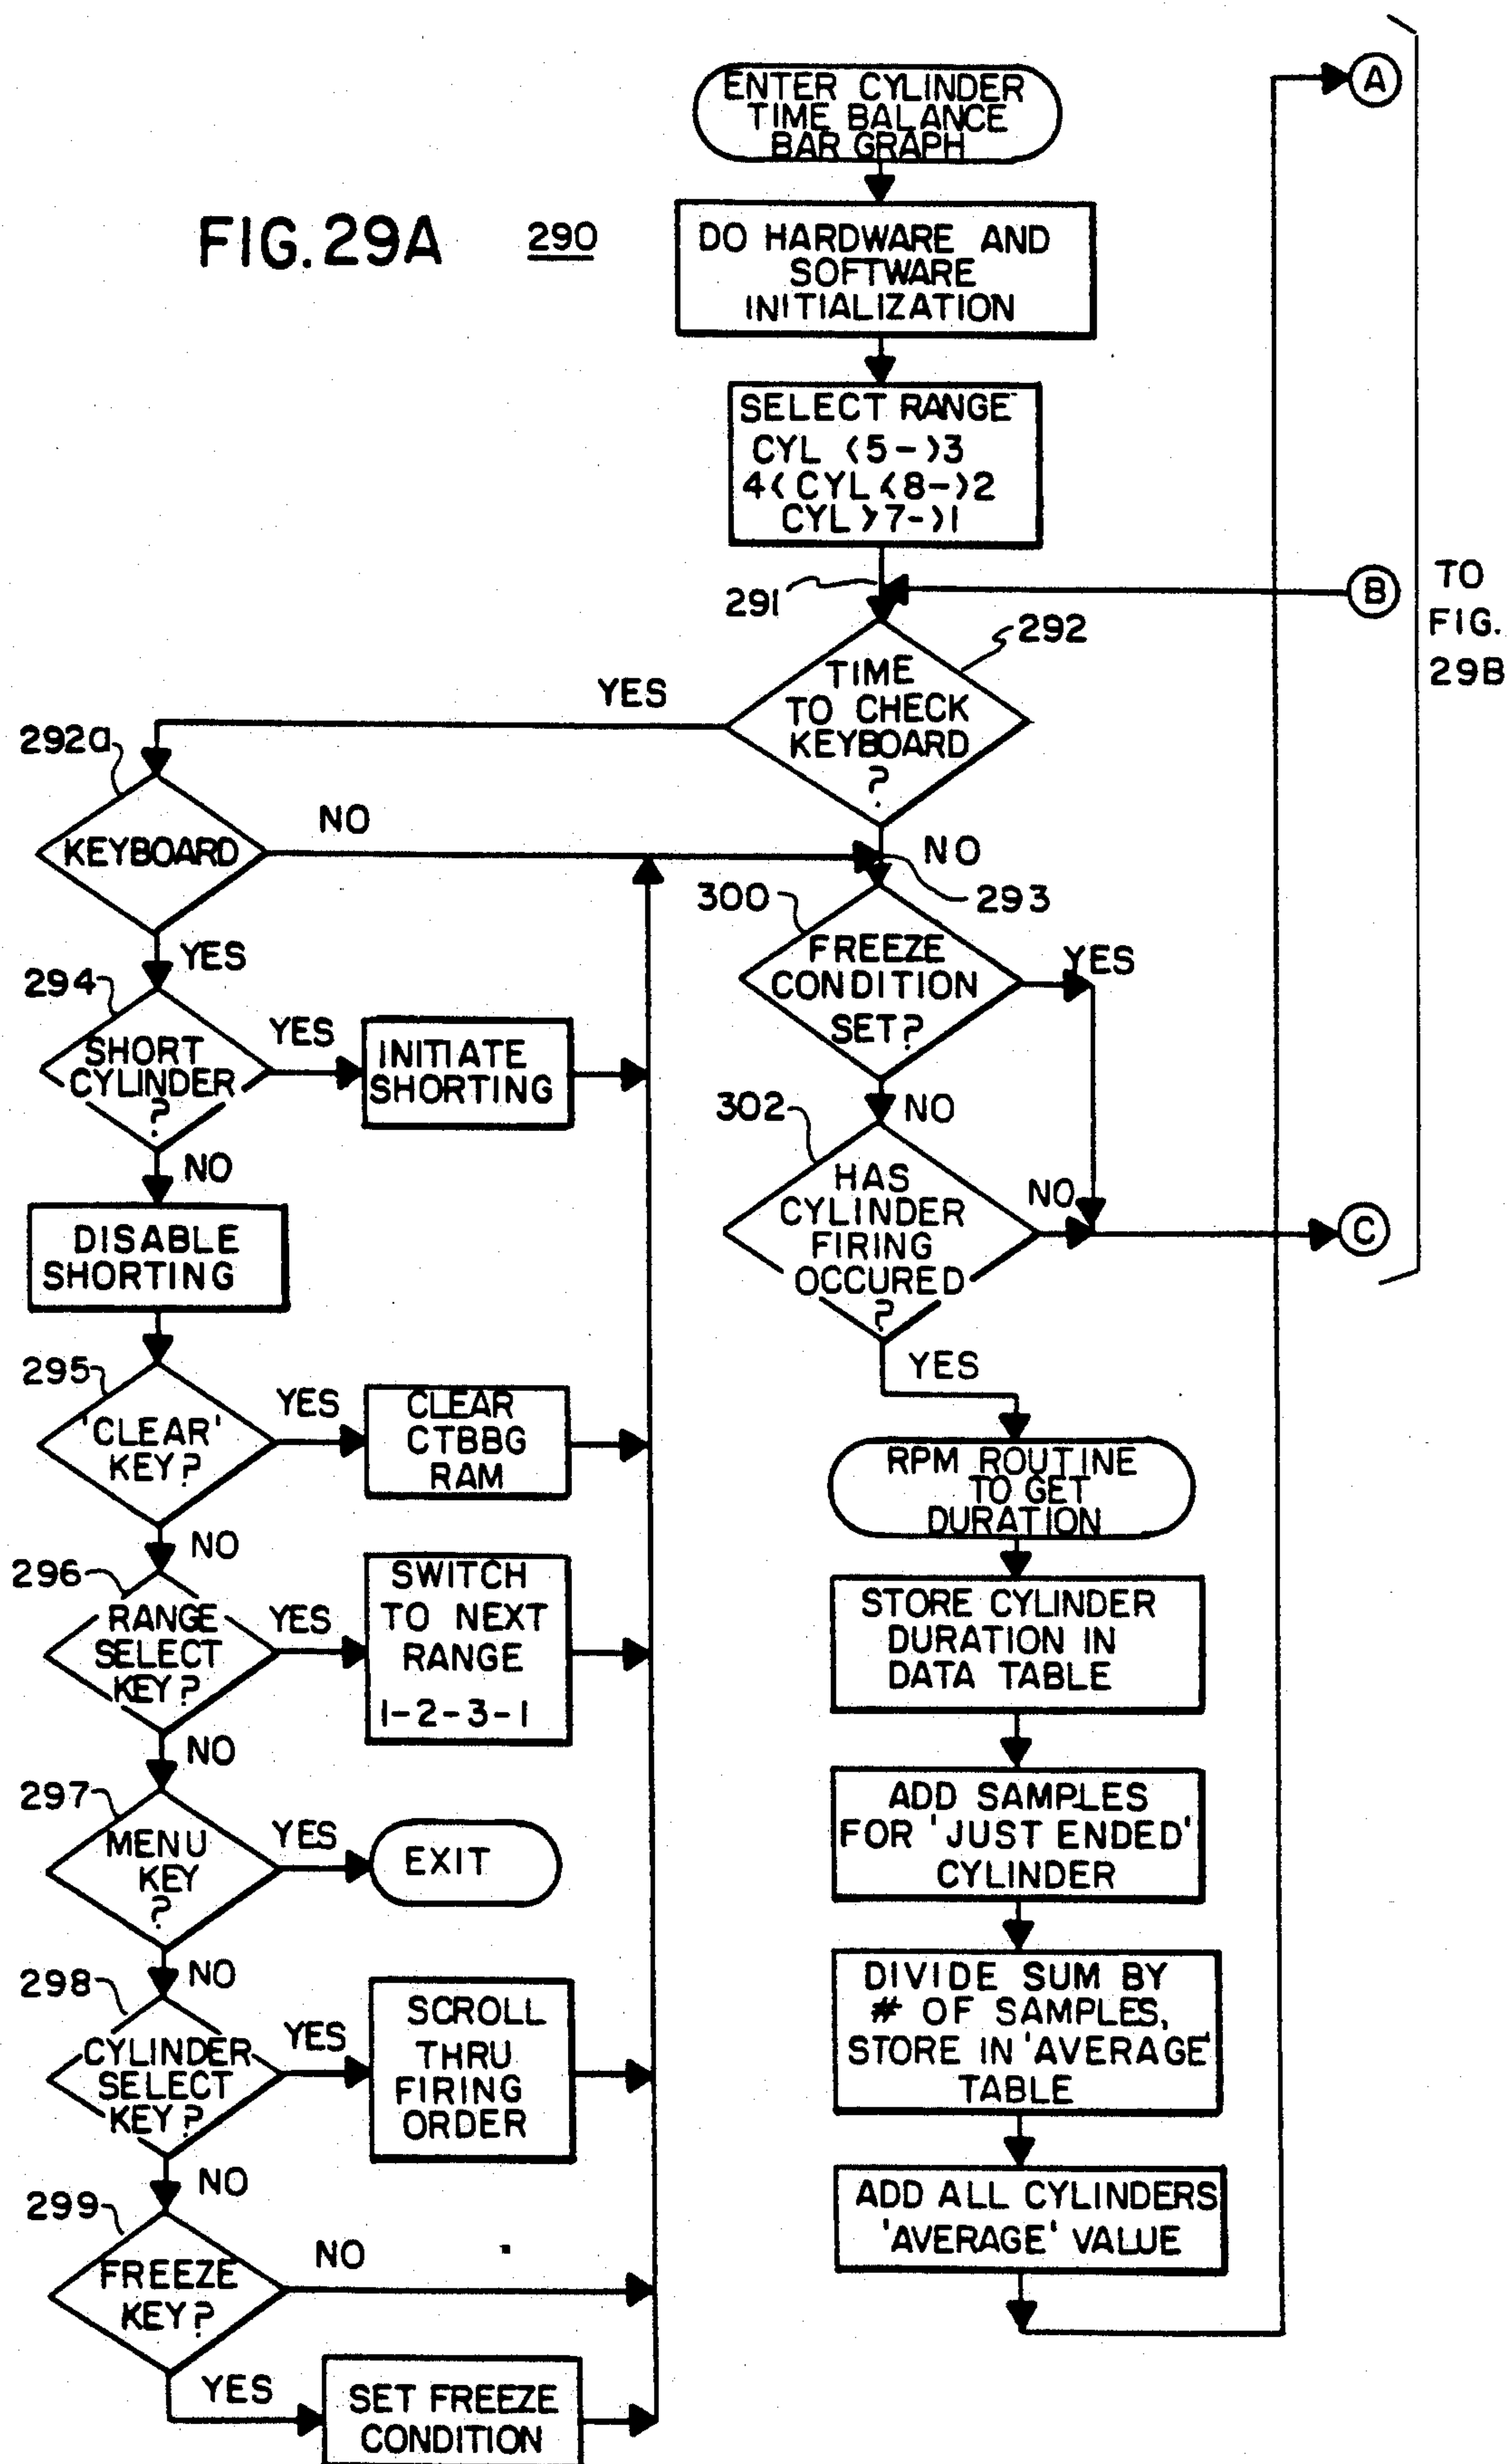 ENTER CYLINDER
TIME BALANCE
BAR GRAPH
A
FIG. 29A
290
DO HARDWARE AND
SOFTWARE
INITIALIZATION
SELECT RANGE
CYL <5->3
4<CYL<8->2
CYL>7->1
291
B
TO
FIG.
29B
292
TIME
TO CHECK
KEYBOARD
?
YES
NO
293
292a
KEYBOARD
NO
YES
294
SHORT
CYLINDER
?
YES
INITIATE
SHORTING
NO
DISABLE
SHORTING
295
'CLEAR'
KEY?
YES
CLEAR
CTBBG
RAM
NO
296
RANGE
SELECT
KEY?
YES
SWITCH
TO NEXT
RANGE
1-2-3-1
NO
297
MENU
KEY
?
YES
EXIT
NO
298
CYLINDER
SELECT
KEY?
YES
SCROLL
THRU
FIRING
ORDER
NO
299
FREEZE
KEY?
NO
YES
SET FREEZE
CONDITION
300
FREEZE
CONDITION
SET?
YES
NO
302
HAS
CYLINDER
FIRING
OCCURED
?
NO
C
YES
RPM ROUTINE
TO GET
DURATION
STORE CYLINDER
DURATION IN
DATA TABLE
ADD SAMPLES
FOR 'JUST ENDED'
CYLINDER
DIVIDE SUM BY
# OF SAMPLES,
STORE IN 'AVERAGE'
TABLE
ADD ALL CYLINDERS
'AVERAGE' VALUE